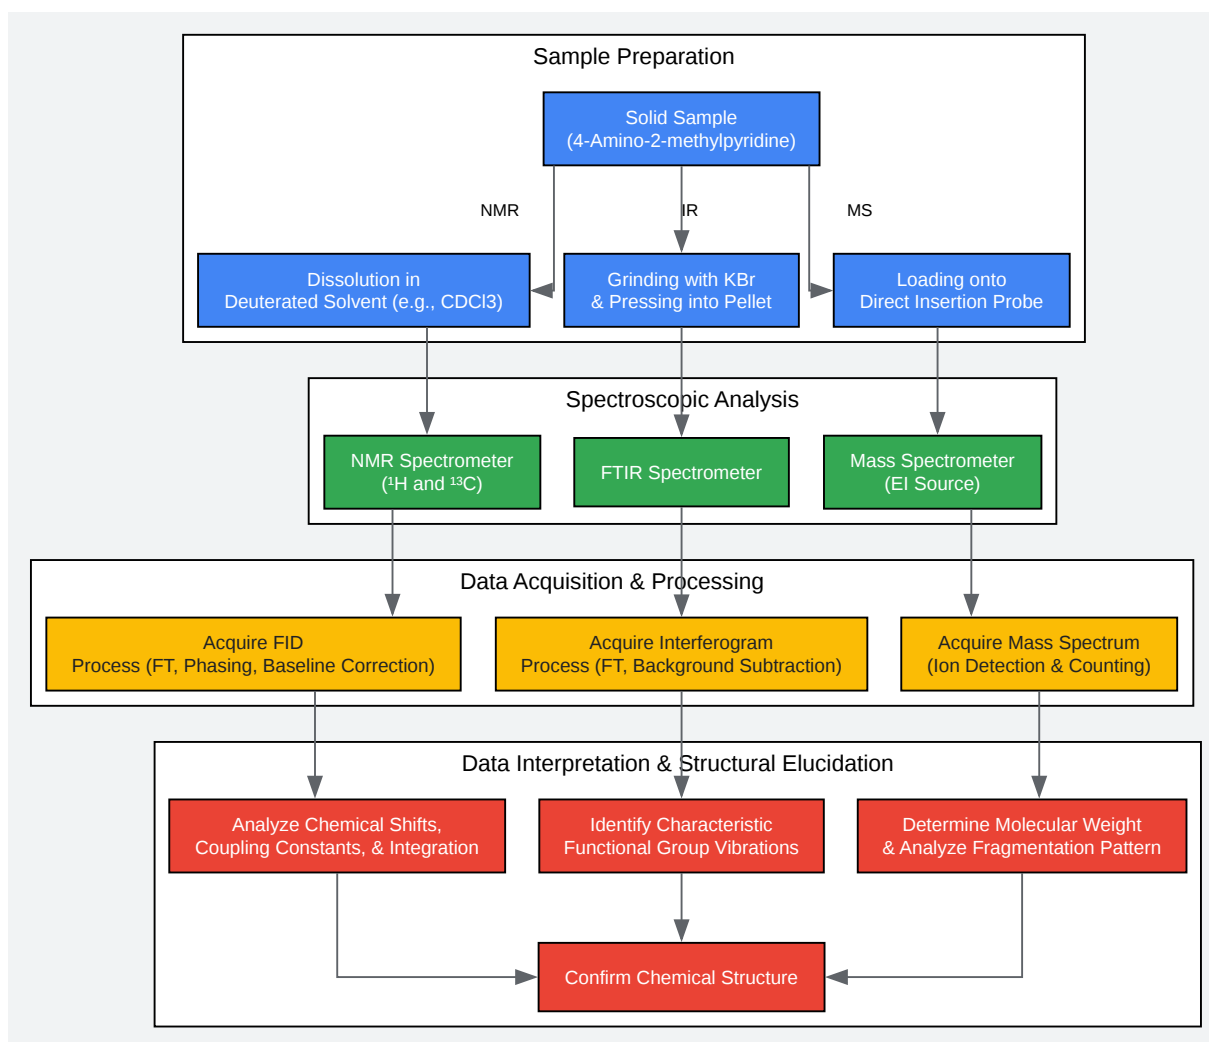 Sample Preparation
Solid Sample
(4-Amino-2-methylpyridine)
NMR
IR
MS
Dissolution in
Deuterated Solvent (e.g., CDCl3)
Grinding with KBr
& Pressing into Pellet
Loading onto
Direct Insertion Probe
Spectroscopic Analysis
NMR Spectrometer
(¹H and ¹³C)
FTIR Spectrometer
Mass Spectrometer
(EI Source)
Data Acquisition & Processing
Acquire FID
Process (FT, Phasing, Baseline Correction)
Acquire Interferogram
Process (FT, Background Subtraction)
Acquire Mass Spectrum
(Ion Detection & Counting)
Data Interpretation & Structural Elucidation
Analyze Chemical Shifts,
Coupling Constants, & Integration
Identify Characteristic
Functional Group Vibrations
Determine Molecular Weight
& Analyze Fragmentation Pattern
Confirm Chemical Structure